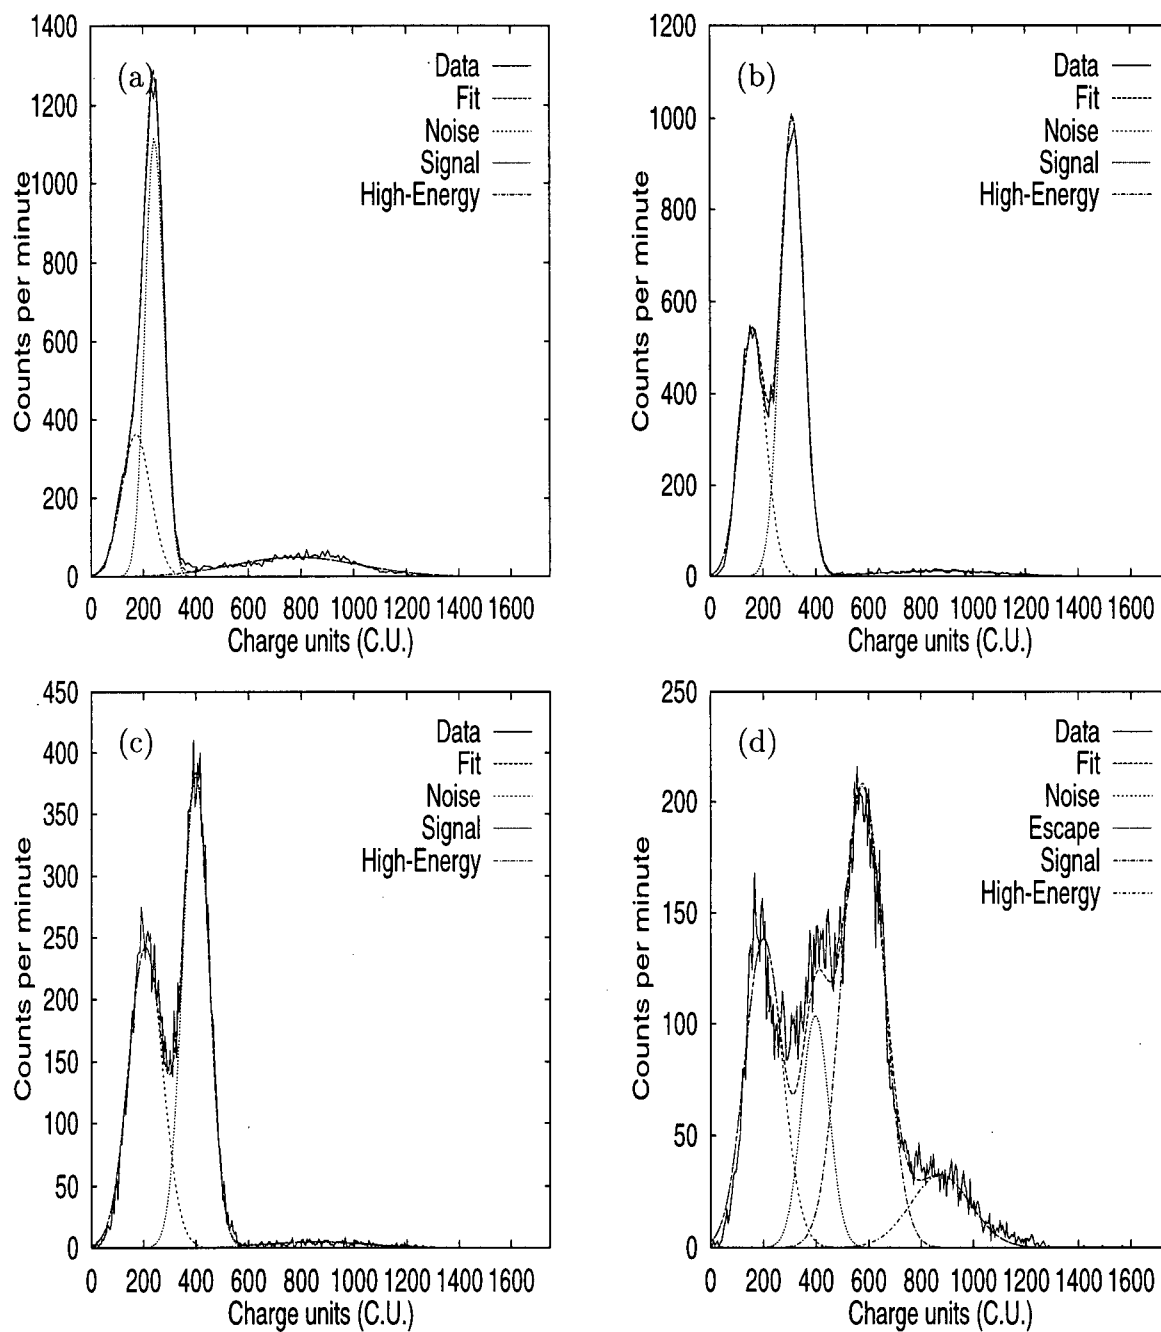 (a)
Data
Fit
Noise
Signal
High-Energy
Counts per minute
1400
1200
1000
800
600
400
200
0
0 200 400 600 800 1000 1200 1400 1600
Charge units (C.U.)
(b)
Data
Fit
Noise
Signal
High-Energy
Counts per minute
1200
1000
800
600
400
200
0
0 200 400 600 800 1000 1200 1400 1600
Charge units (C.U.)
(c)
Data
Fit
Noise
Signal
High-Energy
Counts per minute
450
400
350
300
250
200
150
100
50
0
0 200 400 600 800 1000 1200 1400 1600
Charge units (C.U.)
(d)
Data
Fit
Noise
Escape
Signal
High-Energy
Counts per minute
250
200
150
100
50
0
0 200 400 600 800 1000 1200 1400 1600
Charge units (C.U.)